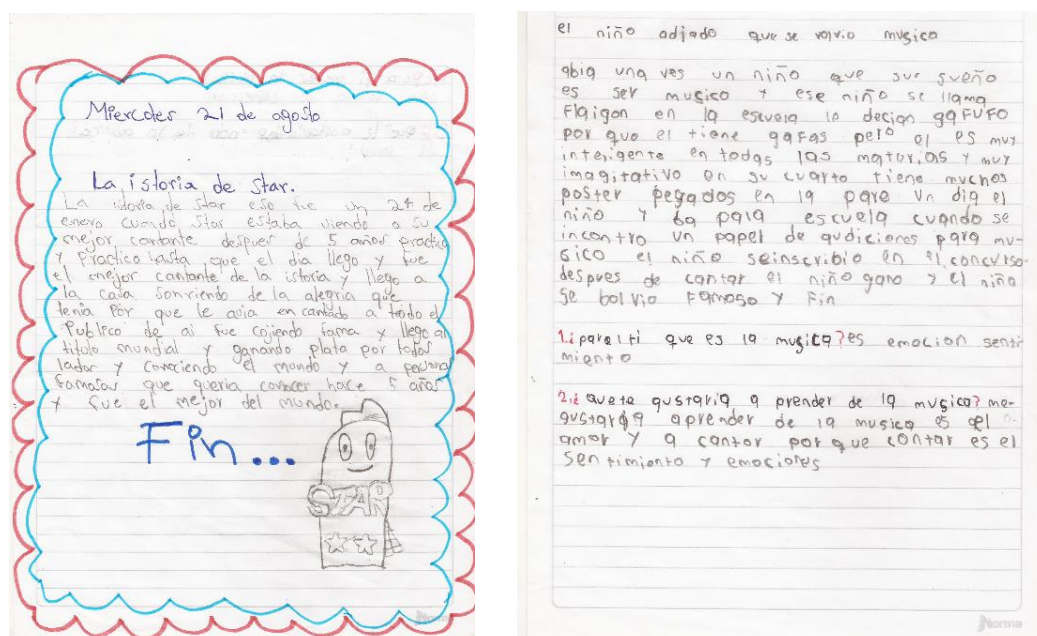 Miercoles 21 de agosto
La istoria de Star.
La istoria de Star eso fue un 24 de
enero cuando Star estaba viendo a su
mejor cantante despues de 5 años practico
y practico hasta que el dia llego y fue
el mejor cantante de la istoria y llego a
la casa sonriendo de la alegria que
tenia Por que le avia encantado a todo el
Publico de ai fue cojiendo fama y llego al
titulo mundial y ganando plata por todos
lados y conociendo el mundo y a personas
famosas que queria conocer hace 5 años
y fue el mejor del mundo.
Fin...
STAR
Norma
el niño adjado que se volvio musico
abia una ves un niño que sur sueño
es ser musico y ese niño se llama
Flaigon en la escuela le decian gaFUFO
por que el tiene gaFas pero el es muy
inteligente en todas las materias y muy
imagitativo en su cuarto tiene muchos
poster pegados en la pare Un dia el
niño y ba para escuela cuando se
incontro un papel de audiciones para mu-
sico el niño seinscribio en el concurso
despues de cantar el niño gano y el niño
Se bolvio Famoso y Fin
1.¿para ti que es la musica? es emocion senti
miento
2.¿ que te gustaria a prender de la musica? me-
gustaria aprender de la musica es el
amor y a cantar por que cantar es el
Sentimiento y emociones
Norma